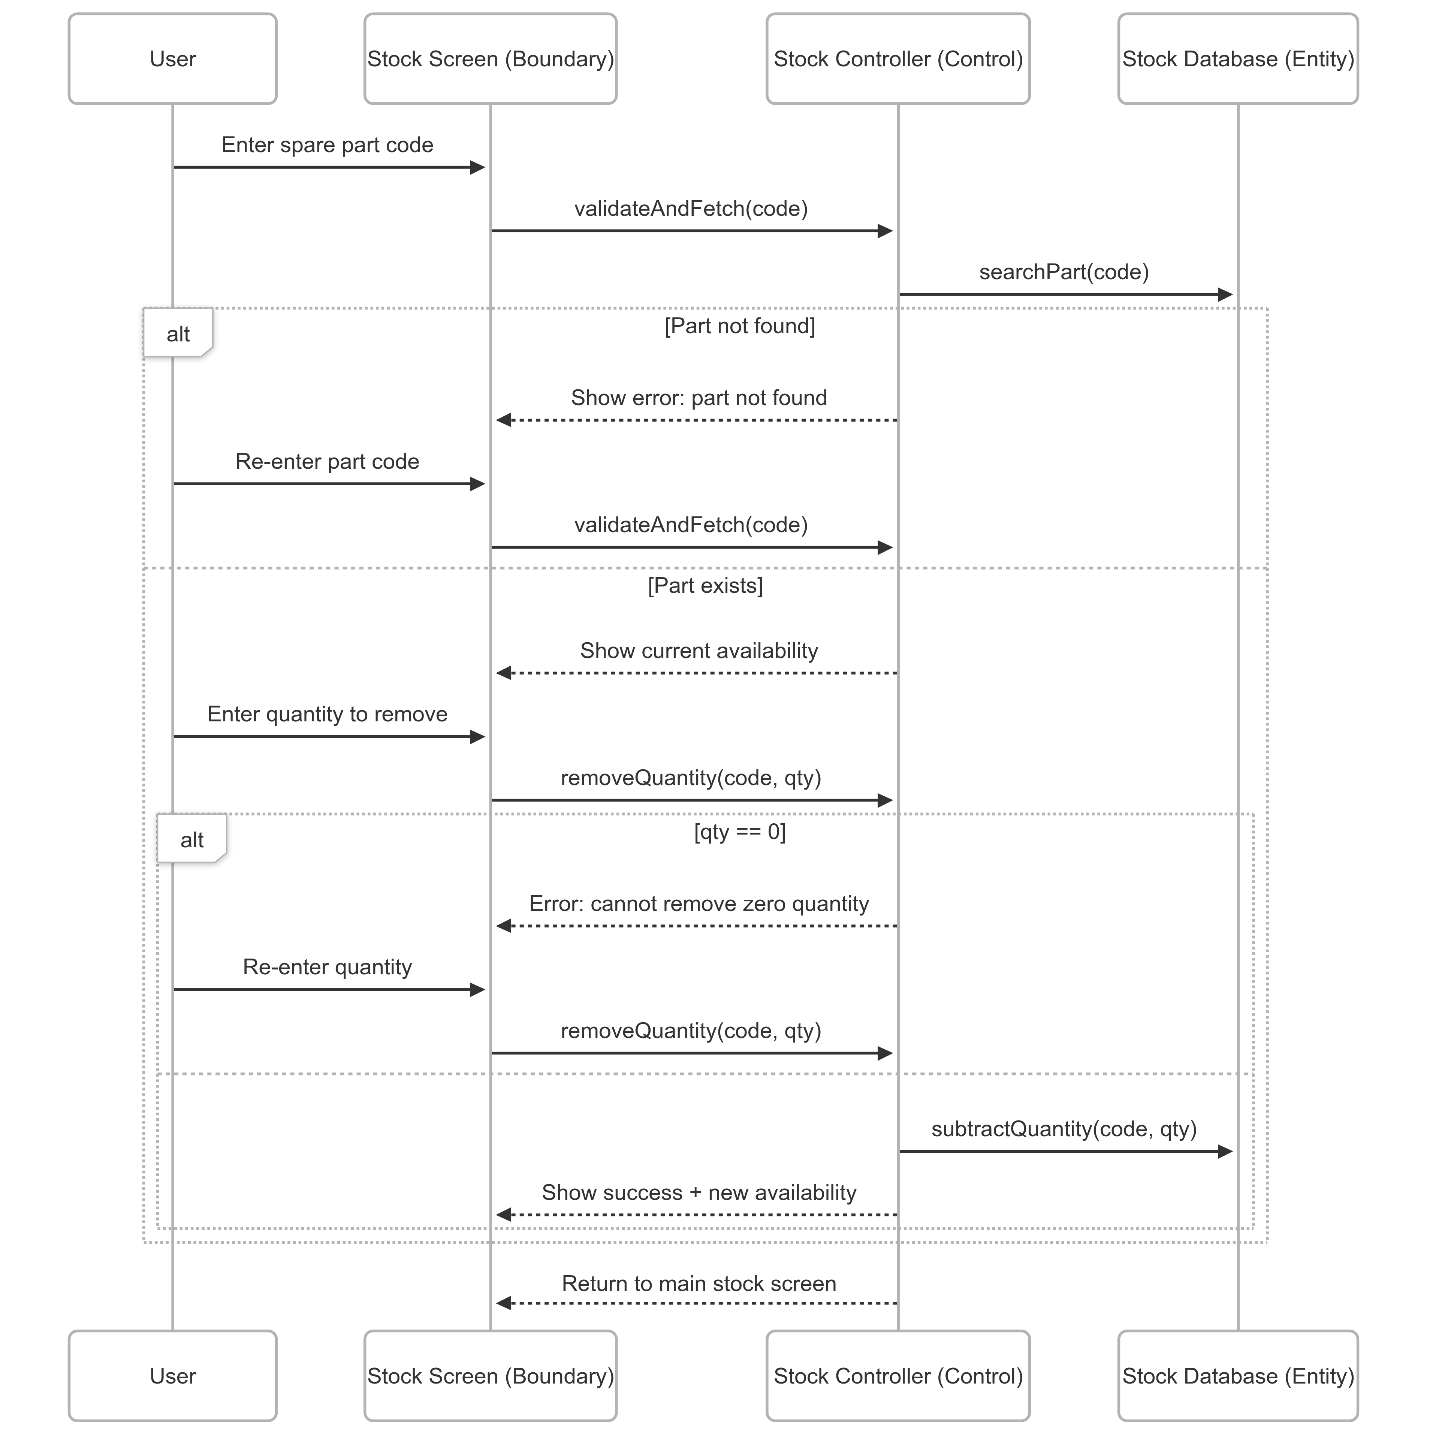 User
Stock Screen (Boundary)
Stock Controller (Control)
Stock Database (Entity)
Enter spare part code
validateAndFetch(code)
searchPart(code)
alt
[Part not found]
Show error: part not found
Re-enter part code
validateAndFetch(code)
[Part exists]
Show current availability
Enter quantity to remove
removeQuantity(code, qty)
alt
[qty == 0]
Error: cannot remove zero quantity
Re-enter quantity
removeQuantity(code, qty)
subtractQuantity(code, qty)
Show success + new availability
Return to main stock screen
User
Stock Screen (Boundary)
Stock Controller (Control)
Stock Database (Entity)